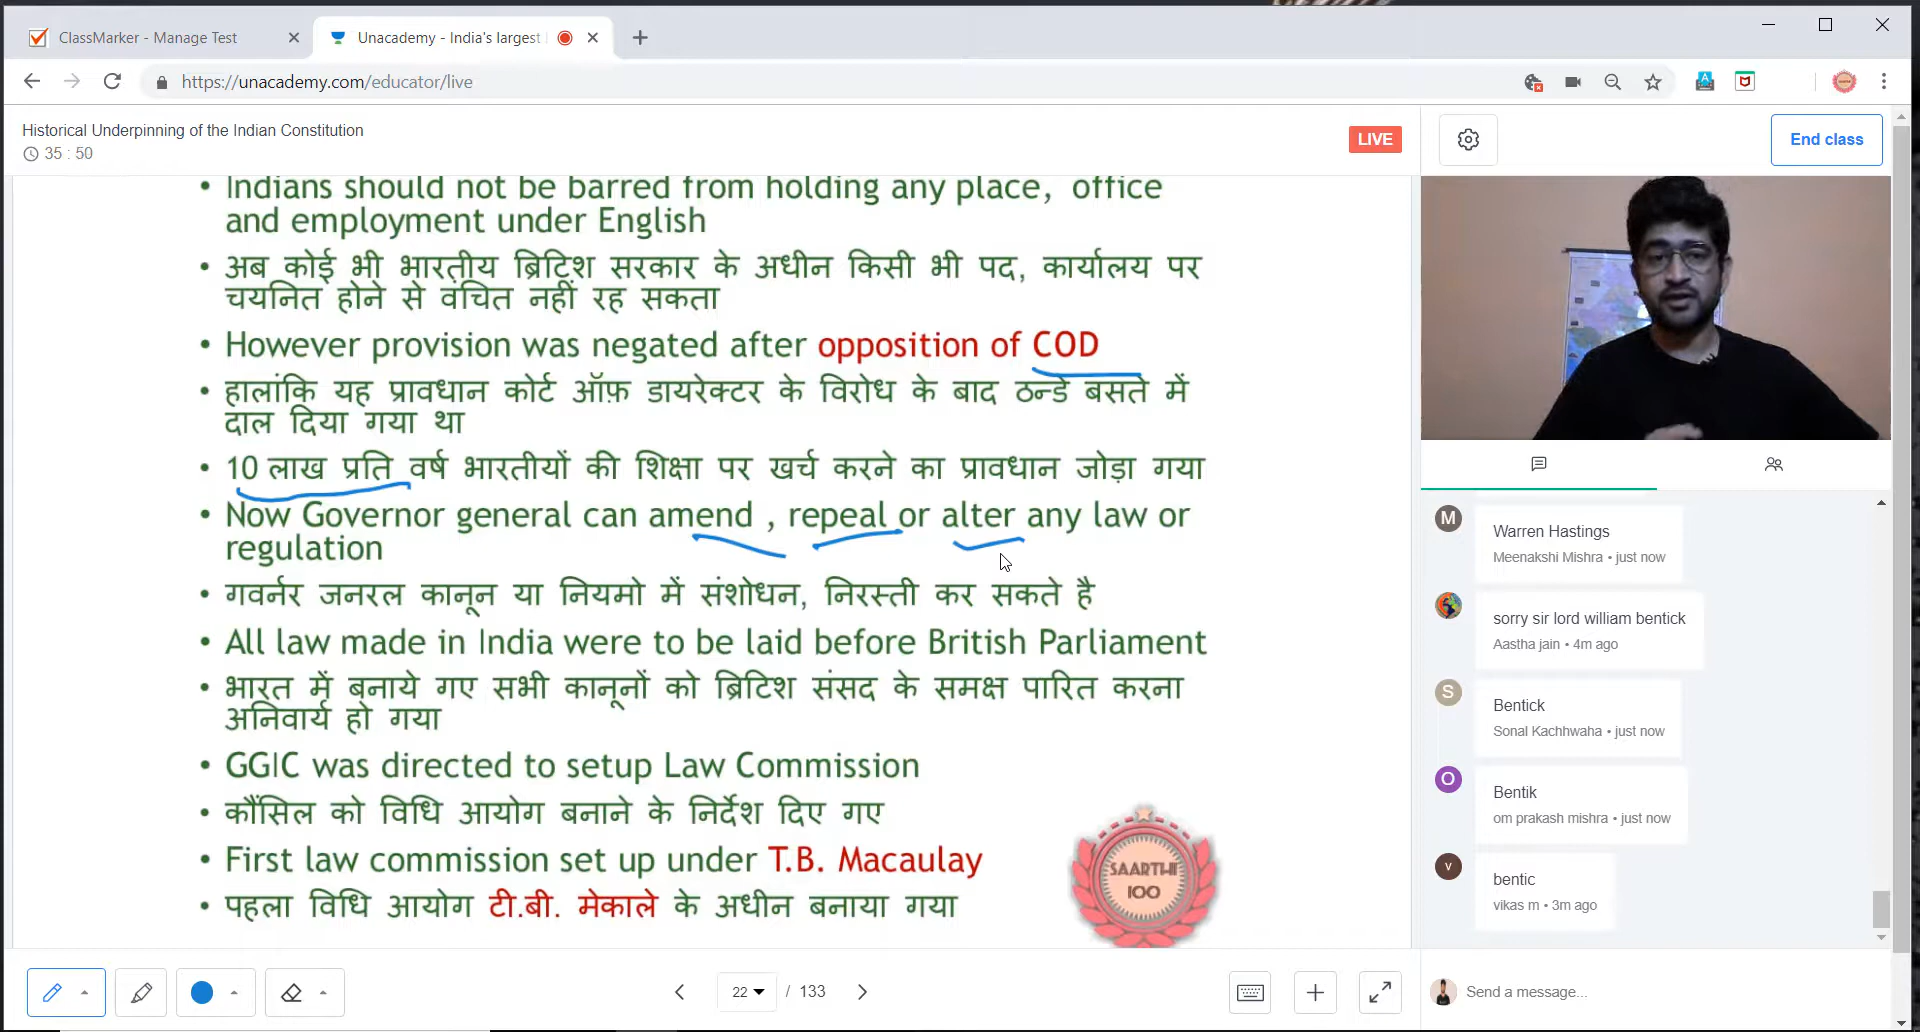 ClassMarker - Manage Test
Unacademy - India's largest
https://unacademy.com/educator/live
Historical Underpinning of the Indian Constitution
35 : 50
LIVE
End class
• Indians should not be barred from holding any place, office
and employment under English
• अब कोई भी भारतीय ब्रिटिश सरकार के अधीन किसी भी पद, कार्यालय पर
चयनित होने से वंचित नहीं रह सकता
• However provision was negated after opposition of COD
• हालांकि यह प्रावधान कोर्ट ऑफ़ डायरेक्टर के विरोध के बाद ठन्डे बसते में
दाल दिया गया था
• 10 लाख प्रति वर्ष भारतीयों की शिक्षा पर खर्च करने का प्रावधान जोड़ा गया
• Now Governor general can amend , repeal or alter any law or
regulation
• गवर्नर जनरल कानून या नियमो में संशोधन, निरस्ती कर सकते है
• All law made in India were to be laid before British Parliament
• भारत में बनाये गए सभी कानूनों को ब्रिटिश संसद के समक्ष पारित करना
अनिवार्य हो गया
• GGIC was directed to setup Law Commission
• कौंसिल को विधि आयोग बनाने के निर्देश दिए गए
• First law commission set up under T.B. Macaulay
• पहला विधि आयोग टी.बी. मेकाले के अधीन बनाया गया
SAARTHI
100
M
Warren Hastings
Meenakshi Mishra • just now
sorry sir lord william bentick
Aastha jain • 4m ago
S
Bentick
Sonal Kachhwaha • just now
O
Bentik
om prakash mishra • just now
v
bentic
vikas m • 3m ago
22 / 133
Send a message...